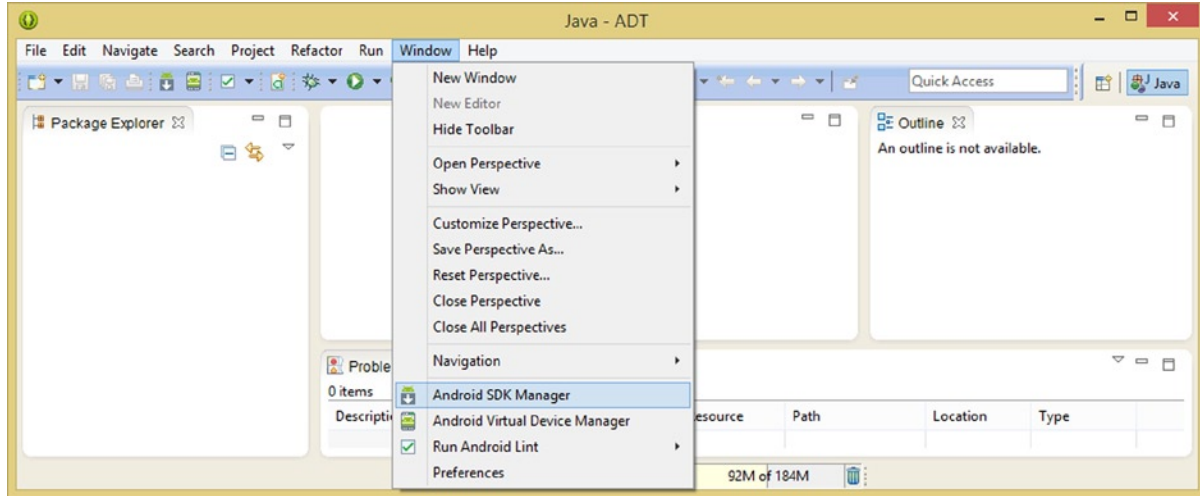 Java - ADT
File Edit Navigate Search Project Refactor Run Window Help
Quick Access
Java
Package Explorer
New Window
New Editor
Hide Toolbar
Open Perspective
Show View
Customize Perspective...
Save Perspective As...
Reset Perspective...
Close Perspective
Close All Perspectives
Navigation
Android SDK Manager
Android Virtual Device Manager
Run Android Lint
Preferences
Outline
An outline is not available.
Proble
0 items
Descripti
esource Path Location Type
92M of 184M